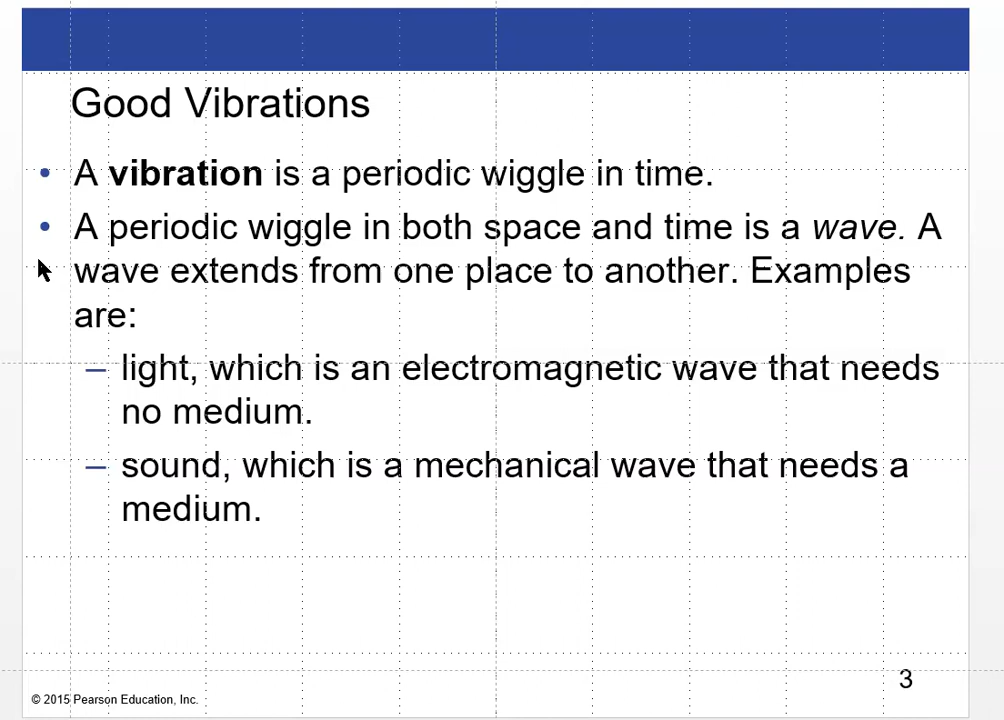 Good Vibrations
• A vibration is a periodic wiggle in time.
• A periodic wiggle in both space and time is a wave. A
wave extends from one place to another. Examples
are:
– light, which is an electromagnetic wave that needs
no medium.
– sound, which is a mechanical wave that needs a
medium.
3
© 2015 Pearson Education, Inc.